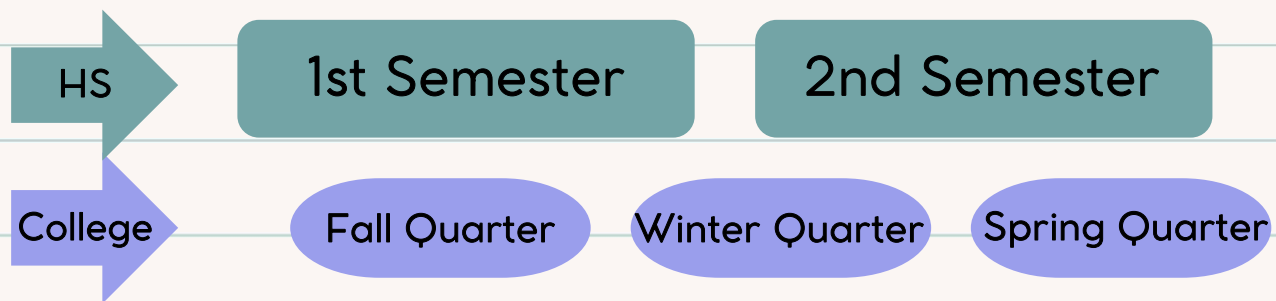 HS
1st Semester
2nd Semester
College
Fall Quarter
Winter Quarter
Spring Quarter